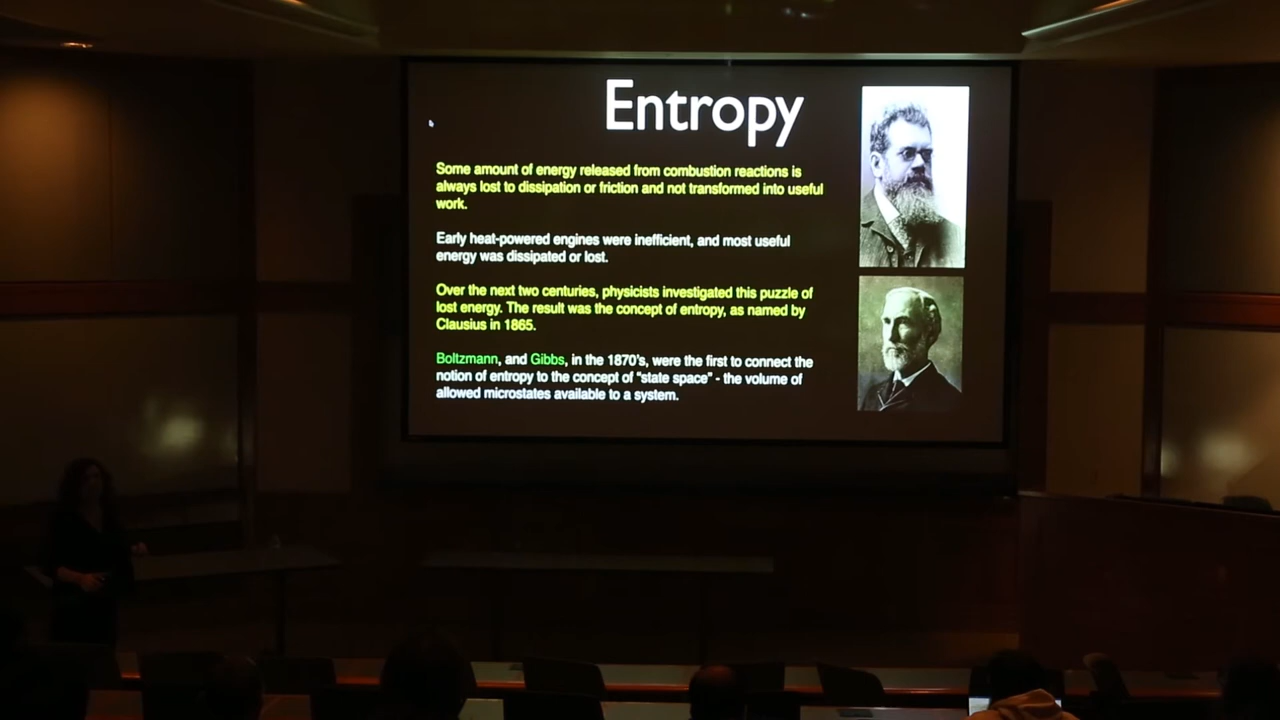 Entropy
Some amount of energy released from combustion reactions is
always lost to dissipation or friction and not transformed into useful
work.
Early heat-powered engines were inefficient, and most useful
energy was dissipated or lost.
Over the next two centuries, physicists investigated this puzzle of
lost energy. The result was the concept of entropy, as named by
Clausius in 1865.
Boltzmann, and Gibbs, in the 1870's, were the first to connect the
notion of entropy to the concept of "state space" - the volume of
allowed microstates available to a system.